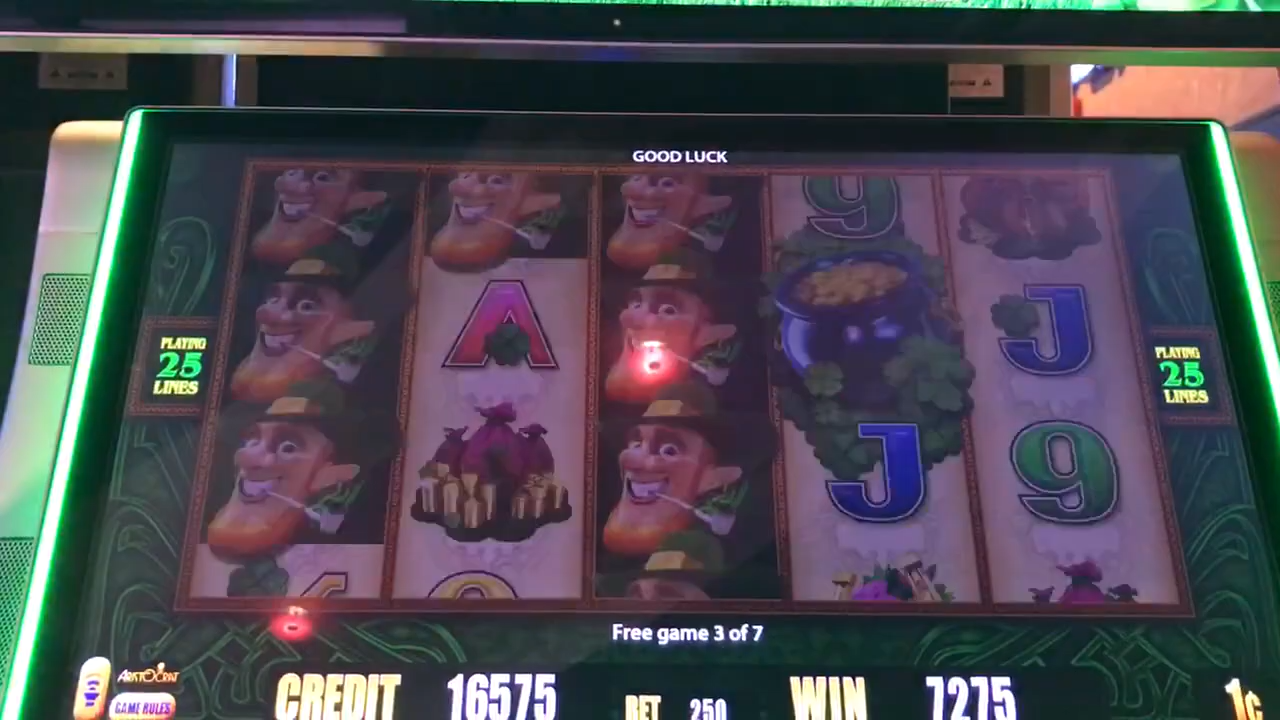 GOOD LUCK
9
A
J
PLAYING
25
LINES
PLAYING
25
LINES
J
9
Free game 3 of 7
ARISTOCRAT
GAME RULES
CREDIT 16575 BET 250 WIN 7275 1¢